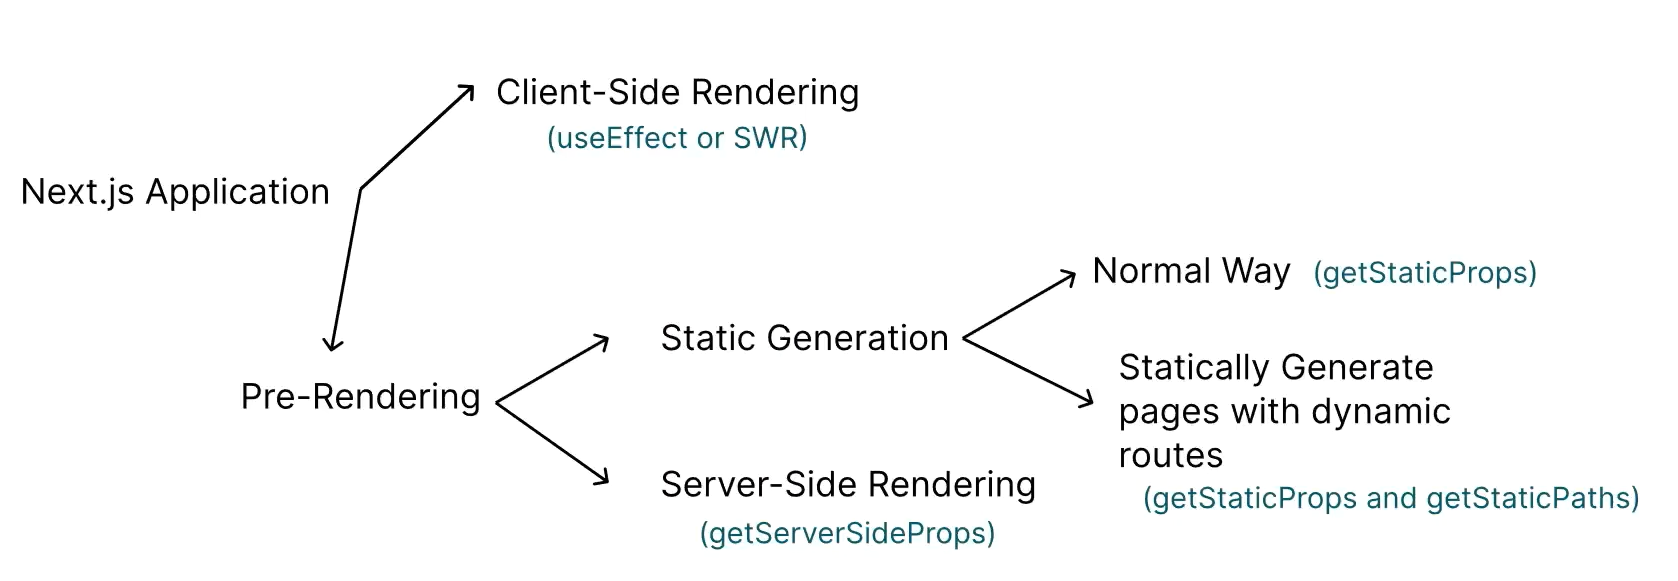 Client-Side Rendering
(useEffect or SWR)
Next.js Application
Normal Way (getStaticProps)
Static Generation
Statically Generate
pages with dynamic
routes
(getStaticProps and getStaticPaths)
Pre-Rendering
Server-Side Rendering
(getServerSideProps)